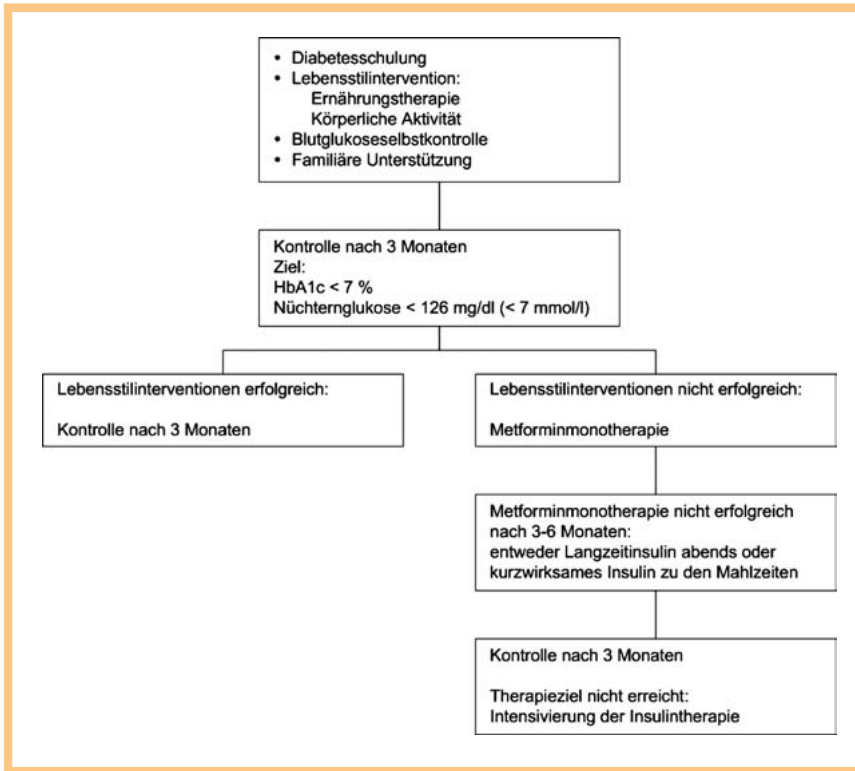 • Diabetesschulung
• Lebensstilintervention:
Ernährungstherapie
Körperliche Aktivität
• Blutglukoseselbstkontrolle
• Familiäre Unterstützung
Kontrolle nach 3 Monaten
Ziel:
HbA1c < 7 %
Nüchternglukose < 126 mg/dl (< 7 mmol/l)
Lebensstilinterventionen erfolgreich:
Kontrolle nach 3 Monaten
Lebensstilinterventionen nicht erfolgreich:
Metforminmonotherapie
Metforminmonotherapie nicht erfolgreich
nach 3-6 Monaten:
entweder Langzeitinsulin abends oder
kurzwirksames Insulin zu den Mahlzeiten
Kontrolle nach 3 Monaten
Therapieziel nicht erreicht:
Intensivierung der Insulintherapie